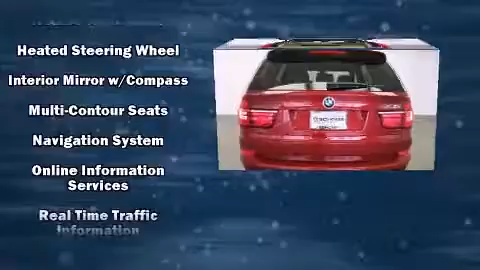 Heated Steering Wheel
Interior Mirror w/Compass
Multi-Contour Seats
Navigation System
Online Information
Services
Real Time Traffic
Information